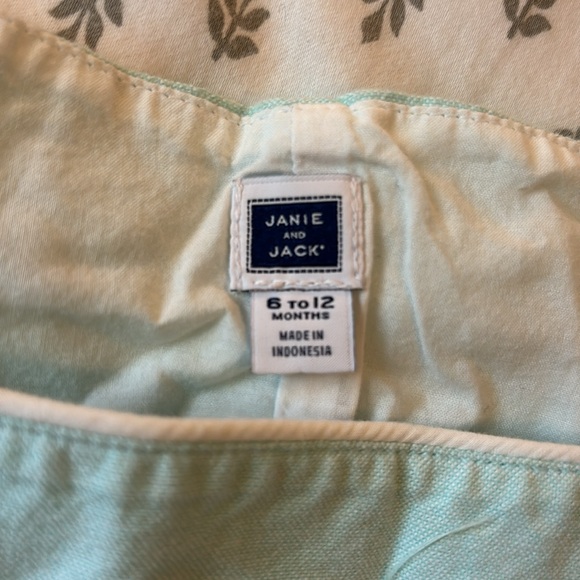 JANIE
AND
JACK
6 TO 12
MONTHS
MADE IN
INDONESIA